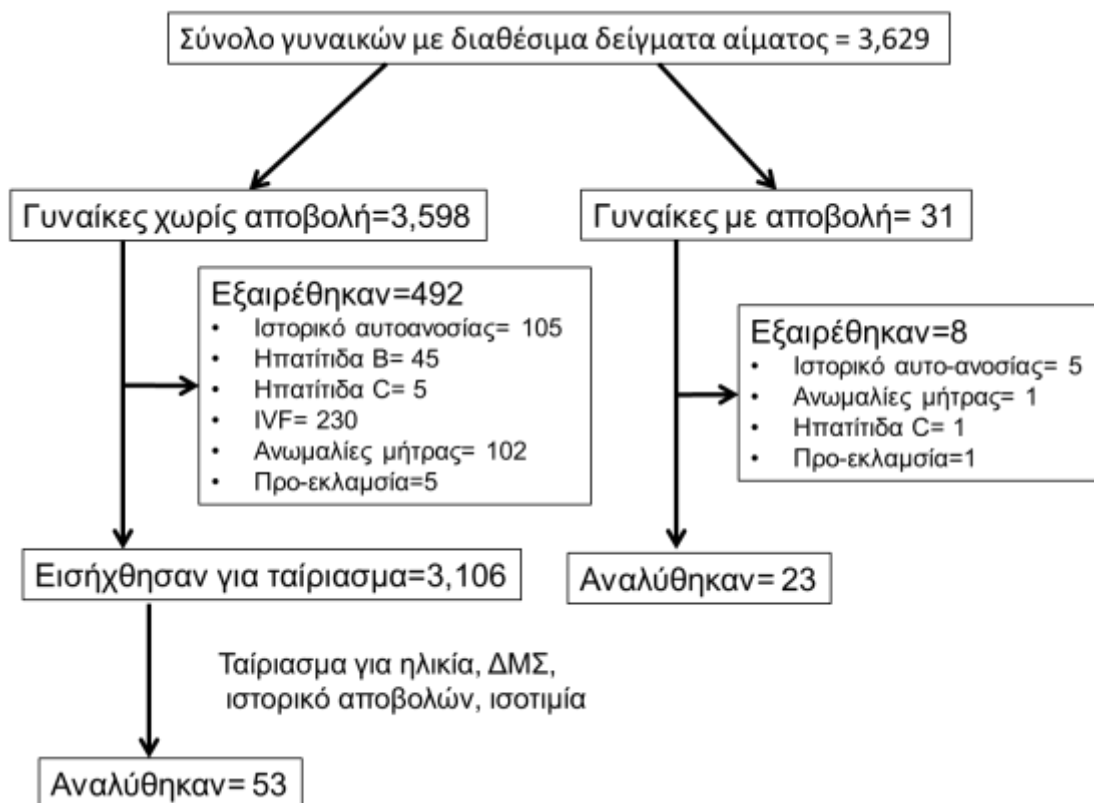 Σύνολο γυναικών με διαθέσιμα δείγματα αίματος = 3,629
Γυναίκες χωρίς αποβολή=3,598
Γυναίκες με αποβολή= 31
Εξαιρέθηκαν=492
• Ιστορικό αυτοανοσίας= 105
• Ηπατίτιδα Β= 45
• Ηπατίτιδα C= 5
• IVF= 230
• Ανωμαλίες μήτρας= 102
• Προ-εκλαμσία=5
Εξαιρέθηκαν=8
• Ιστορικό αυτο-ανοσίας= 5
• Ανωμαλίες μήτρας= 1
• Ηπατίτιδα C= 1
• Προ-εκλαμσία=1
Εισήχθησαν για ταίριασμα=3,106
Αναλύθηκαν= 23
Ταίριασμα για ηλικία, ΔΜΣ,
ιστορικό αποβολών, ισοτιμία
Αναλύθηκαν= 53